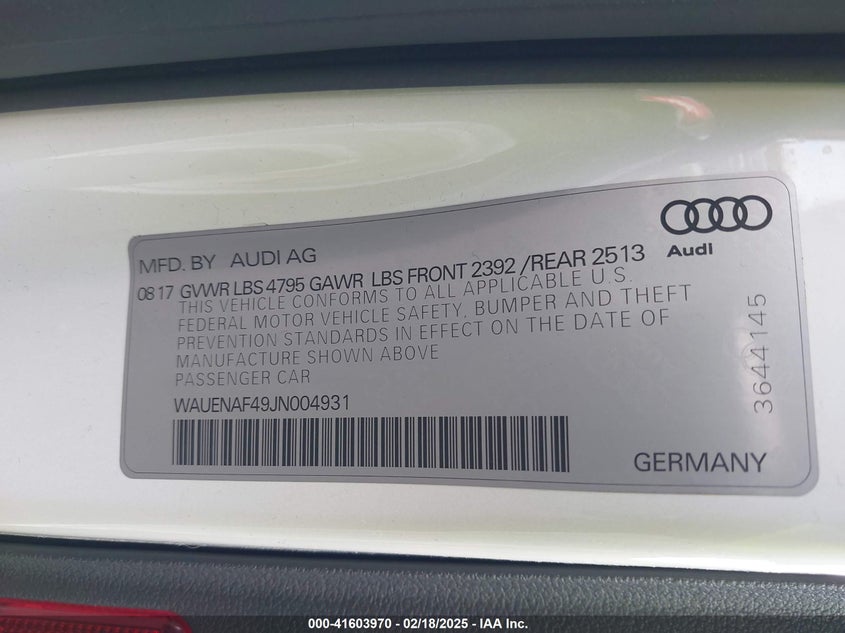 Audi
MFD. BY AUDI AG
08 17 GVWR LBS 4795 GAWR LBS FRONT 2392 /REAR 2513
THIS VEHICLE CONFORMS TO ALL APPLICABLE U.S.
FEDERAL MOTOR VEHICLE SAFETY, BUMPER AND THEFT
PREVENTION STANDARDS IN EFFECT ON THE DATE OF
MANUFACTURE SHOWN ABOVE
PASSENGER CAR
WAUENAF49JN004931
3644145
GERMANY
000-41603970 - 02/18/2025 - IAA Inc.